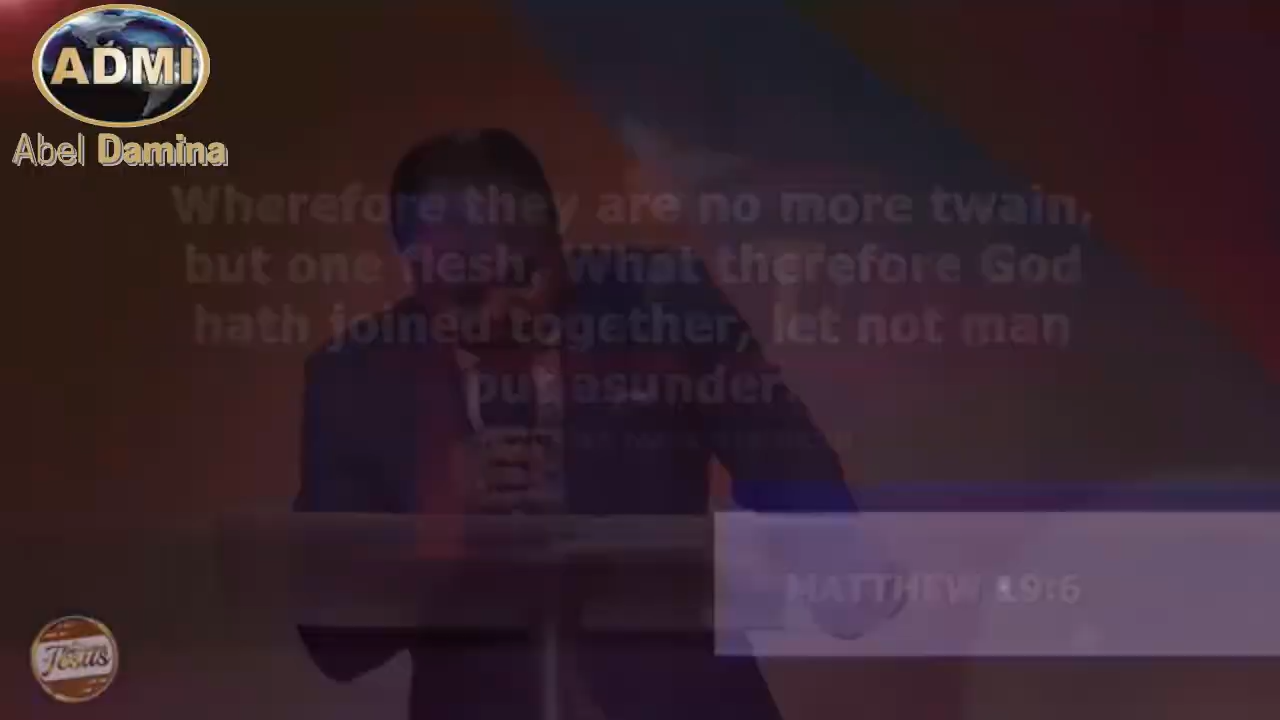 ADMI
Abel Damina
Wherefore they are no more twain,
but one flesh. What therefore God
hath joined together, let not man
put asunder.
MATTHEW 19:6
Jesus